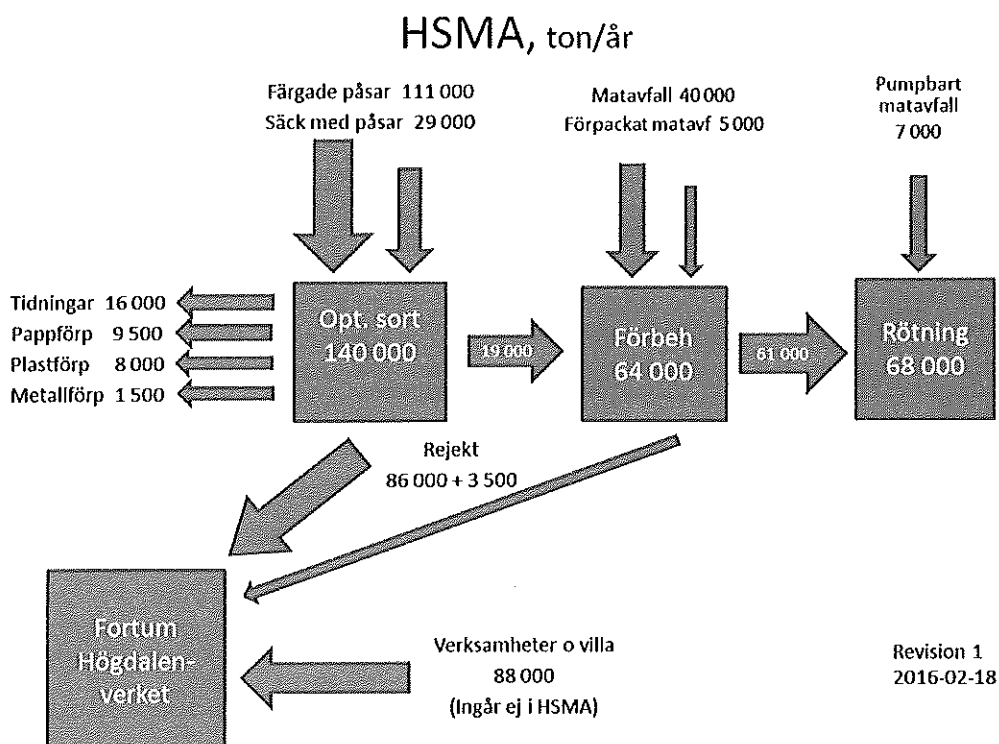 HSMA, ton/år
Färgade påsar 111 000
Säck med påsar 29 000
Matavfall 40 000
Förpackat matavf 5 000
Pumpbart
matavfall
7 000
Tidningar 16 000
Pappförp 9 500
Plastförp 8 000
Metallförp 1 500
Opt. sort
140 000
19 000
Förbeh
64 000
61 000
Rötning
68 000
Rejekt
86 000 + 3 500
Fortum
Högdalen-
verket
Verksamheter o villa
88 000
(Ingår ej i HSMA)
Revision 1
2016-02-18